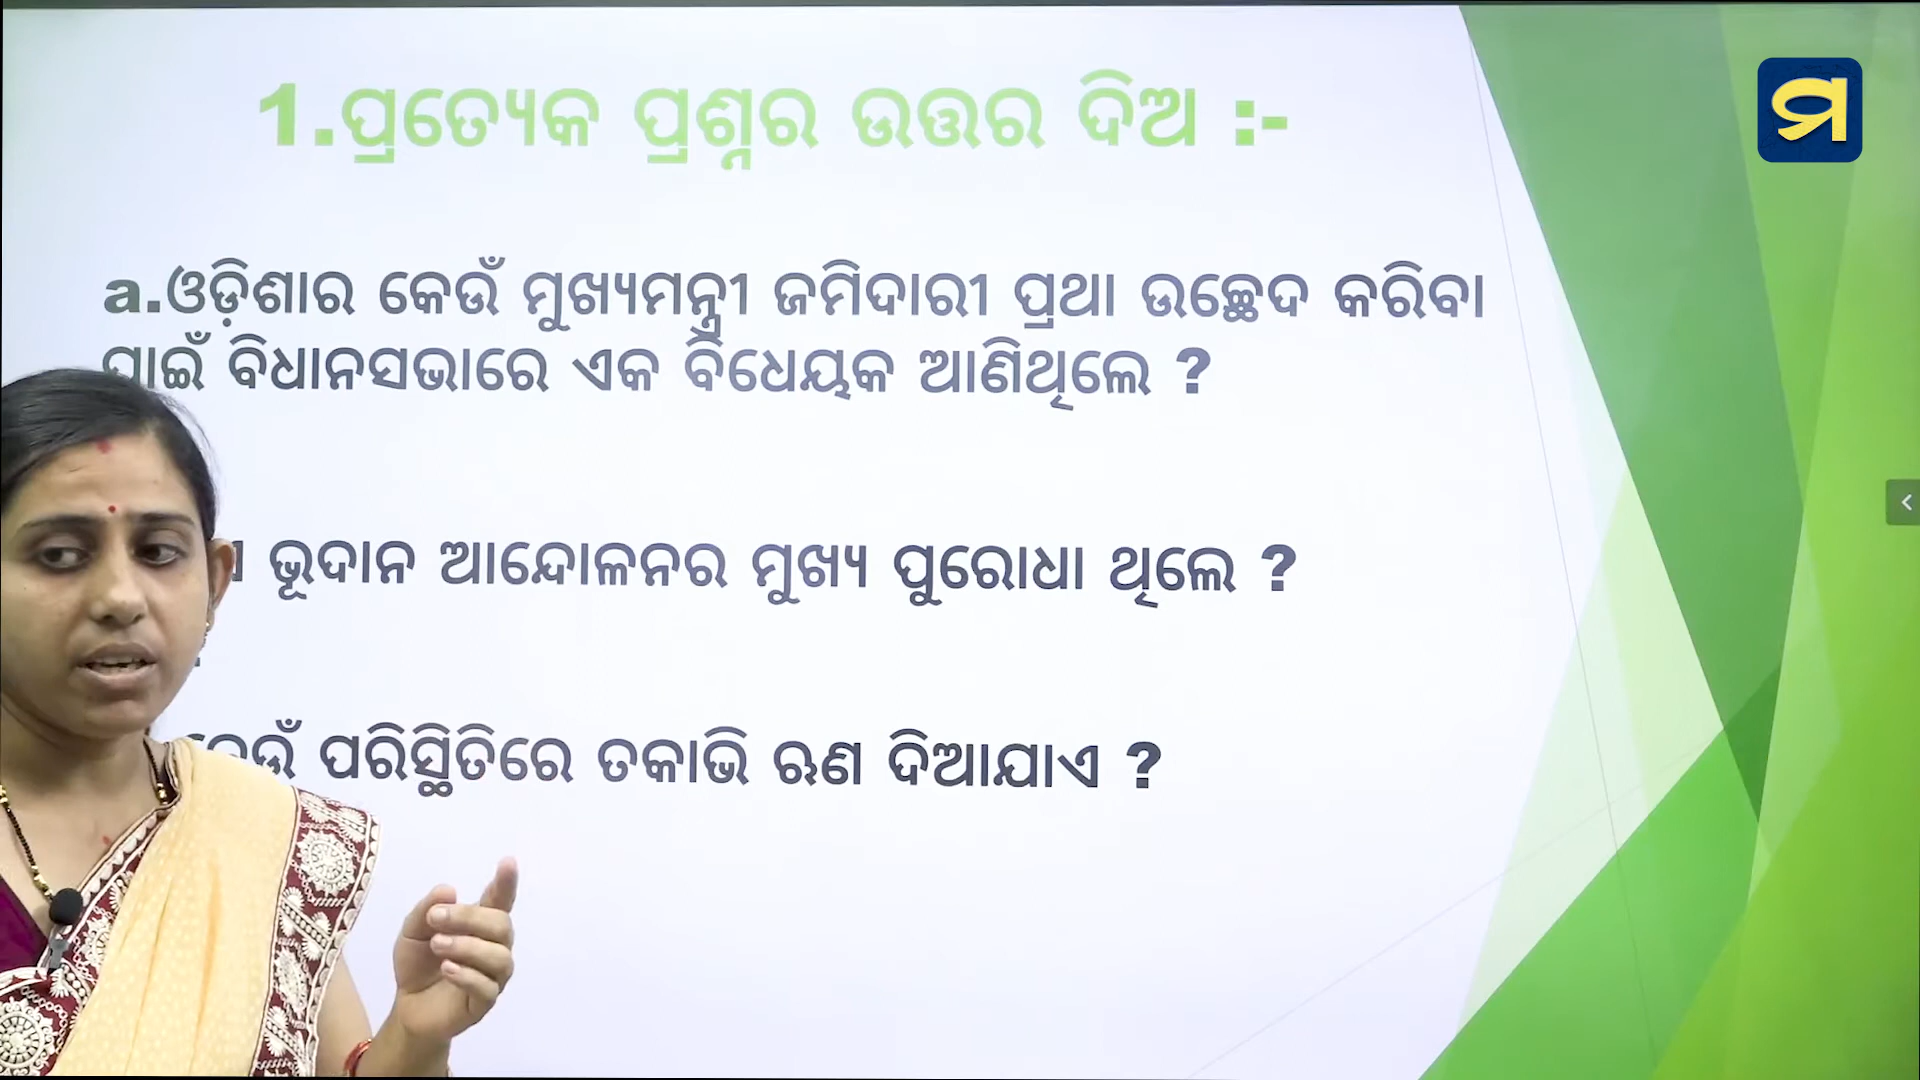 1.ପ୍ରତ୍ୟେକ ପ୍ରଶ୍ନର ଉତ୍ତର ଦିଅ :-
ମ
a.ଓଡ଼ିଶାର କେଉଁ ମୁଖ୍ୟମନ୍ତ୍ରୀ ଜମିଦାରୀ ପ୍ରଥା ଉଚ୍ଛେଦ କରିବା
ପାଇଁ ବିଧାନସଭାରେ ଏକ ବିଧେୟକ ଆଣିଥିଲେ ?
ଭୂଦାନ ଆନ୍ଦୋଳନର ମୁଖ୍ୟ ପୁରୋଧା ଥିଲେ ?
ପରିସ୍ଥିତିରେ ତକାଭି ଋଣ ଦିଆଯାଏ ?